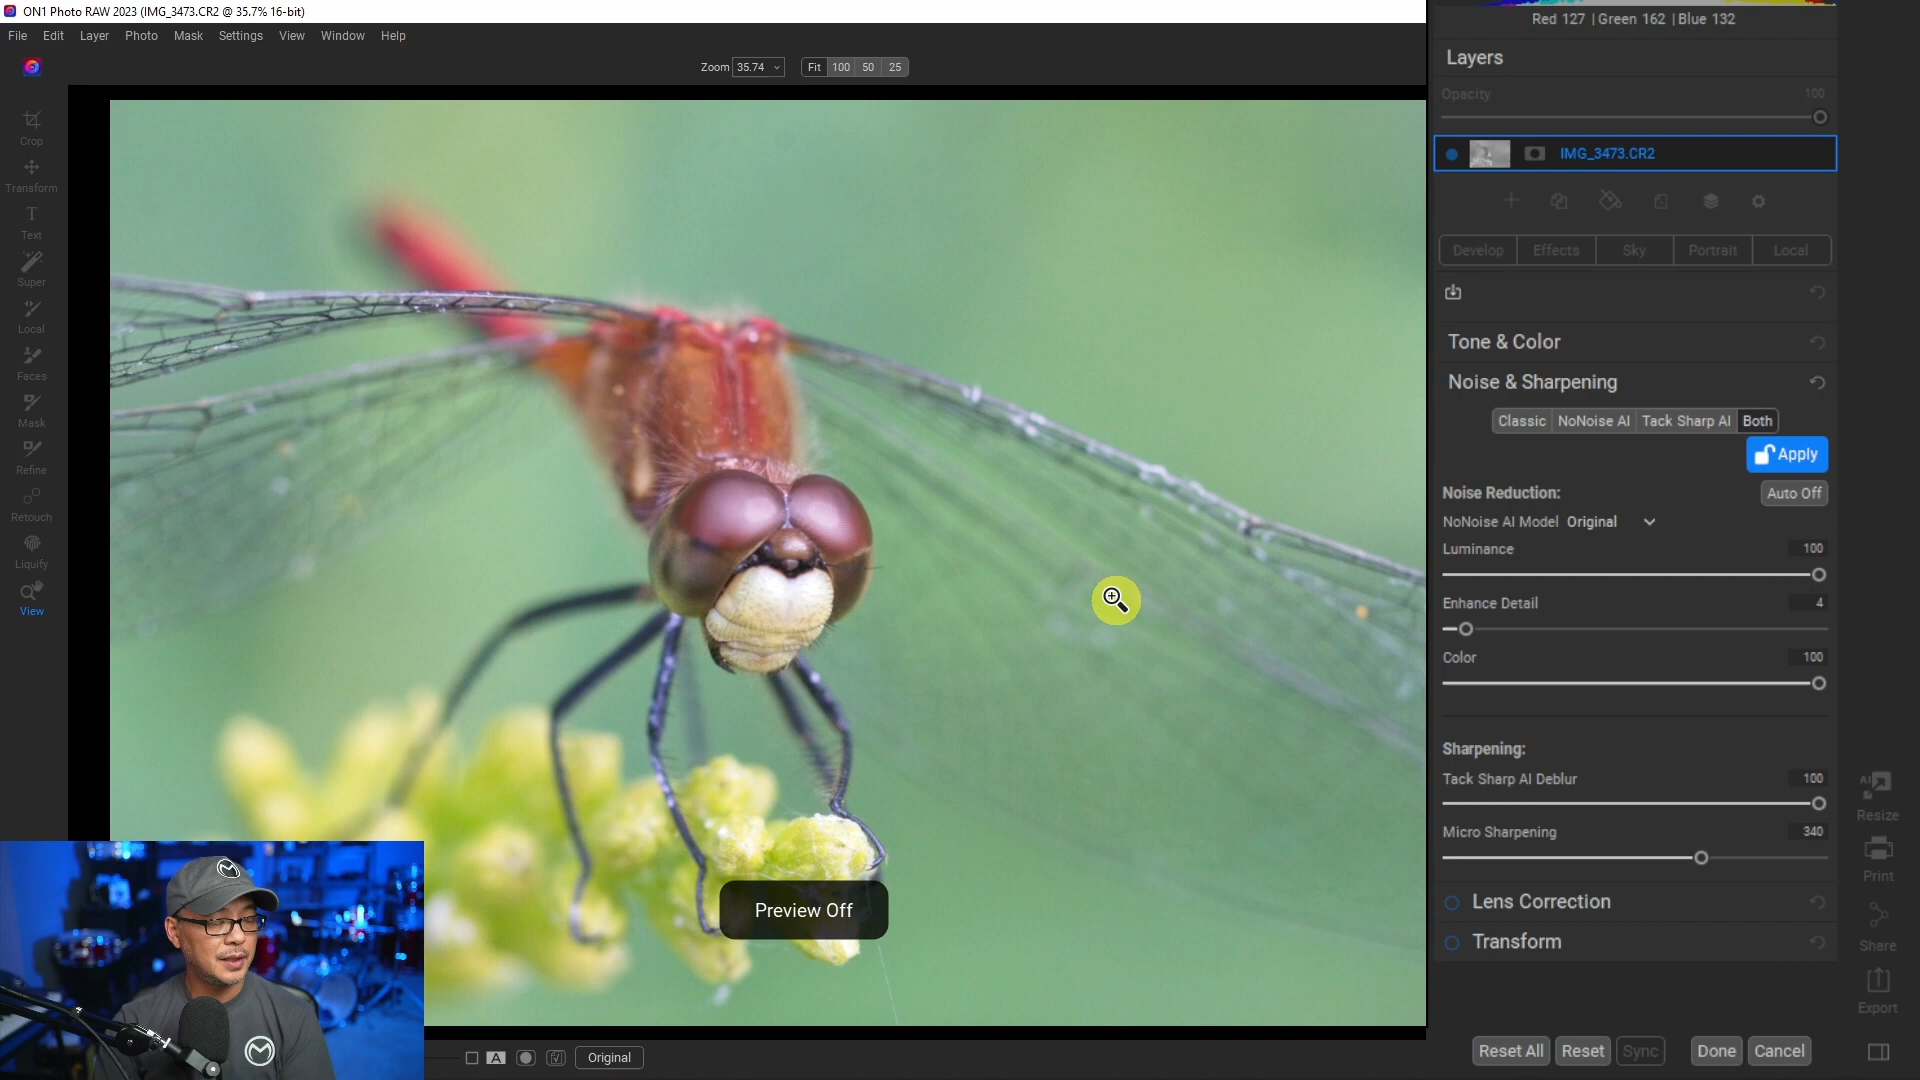 ON1 Photo RAW 2023 (IMG_3473.CR2 @ 35.7% 16-bit)
File Edit Layer Photo Mask Settings View Window Help
Zoom 35.74 Fit 100 50 25
Crop
Transform
T
Text
Super
Local
Faces
Mask
Refine
Retouch
Liquify
View
Preview Off
A Original
Red 127 | Green 162 | Blue 132
Layers
Opacity 100
IMG_3473.CR2
Develop Effects Sky Portrait Local
Tone & Color
Noise & Sharpening
Classic NoNoise AI Tack Sharp AI Both
Apply
Noise Reduction: Auto Off
NoNoise AI Model Original
Luminance 100
Enhance Detail 4
Color 100
Sharpening:
Tack Sharp AI Deblur 100
Micro Sharpening 340
Lens Correction
Transform
AI
Resize
Print
Share
Export
Reset All Reset Sync Done Cancel